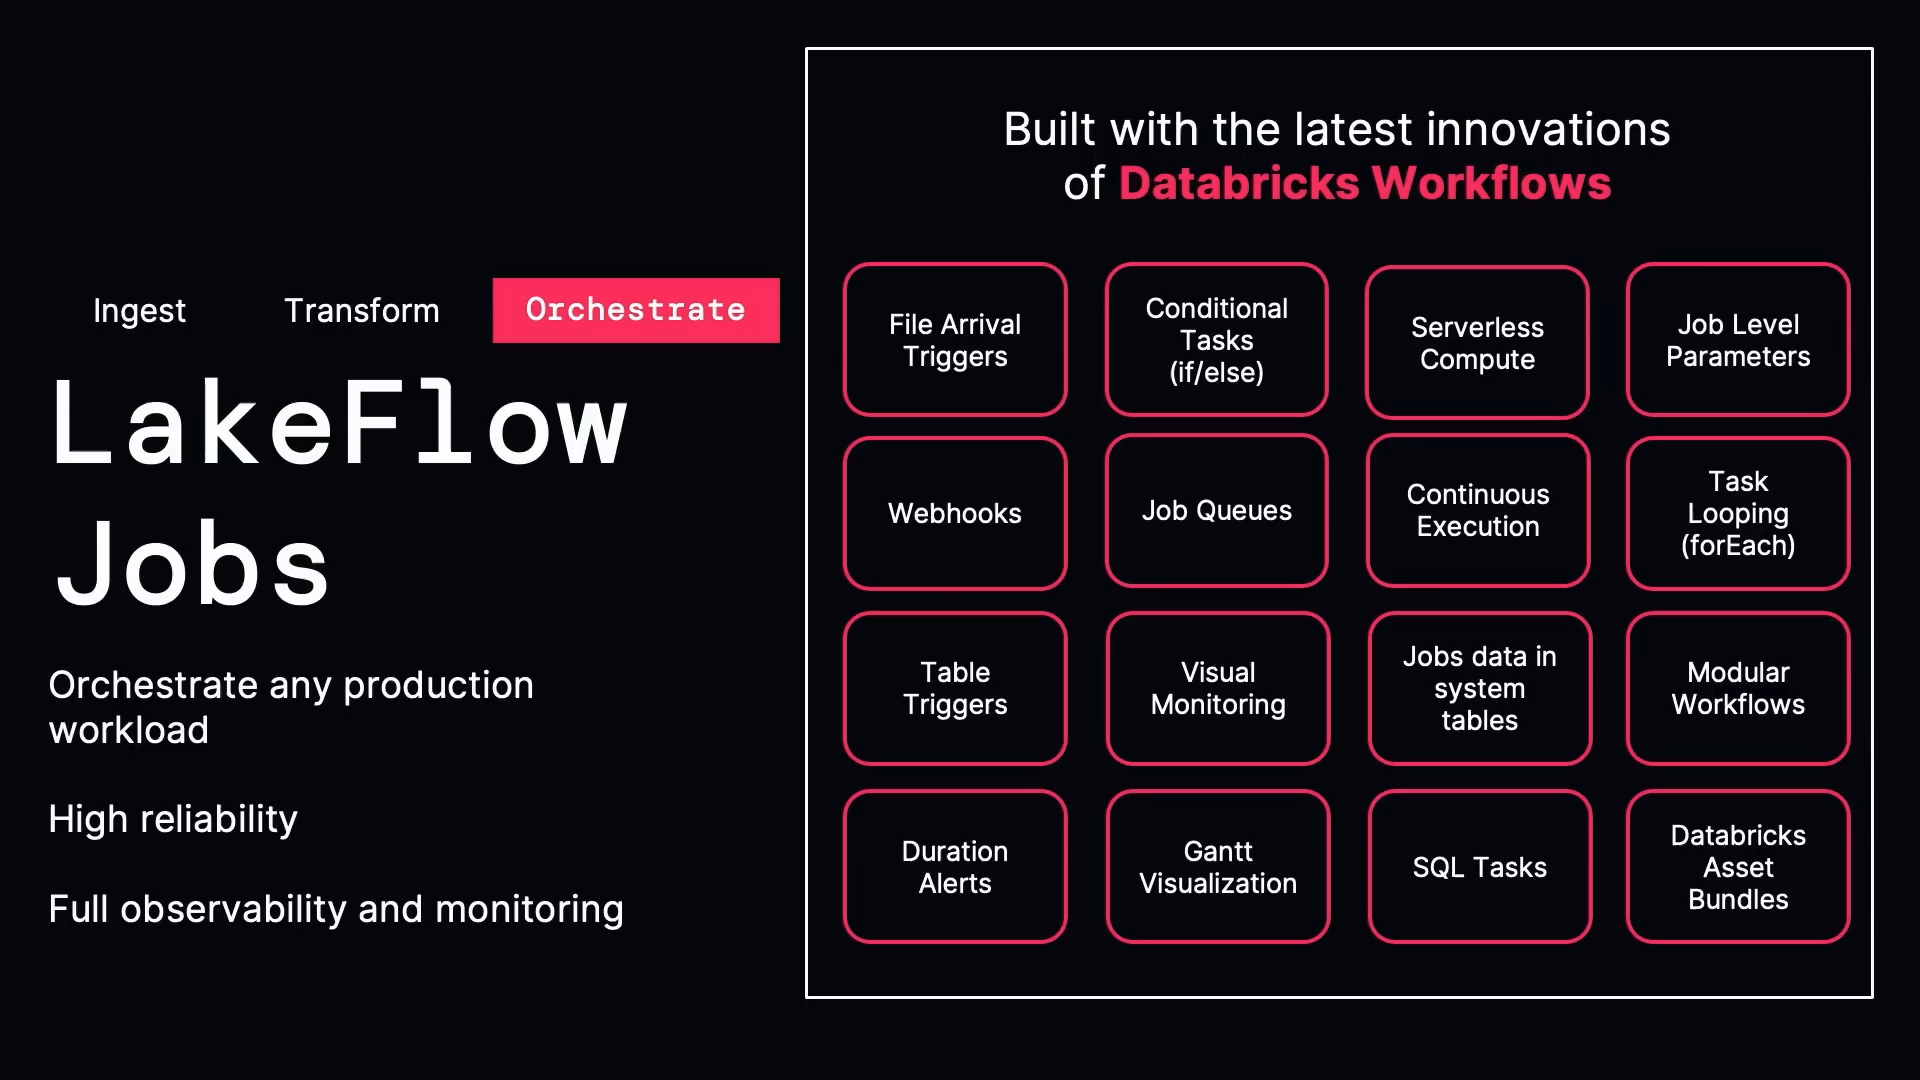 Ingest
Transform
Orchestrate
LakeFlow
Jobs
Orchestrate any production
workload
High reliability
Full observability and monitoring
Built with the latest innovations
of Databricks Workflows
File Arrival
Triggers
Conditional
Tasks
(if/else)
Serverless
Compute
Job Level
Parameters
Webhooks
Job Queues
Continuous
Execution
Task
Looping
(forEach)
Table
Triggers
Visual
Monitoring
Jobs data in
system
tables
Modular
Workflows
Duration
Alerts
Gantt
Visualization
SQL Tasks
Databricks
Asset
Bundles